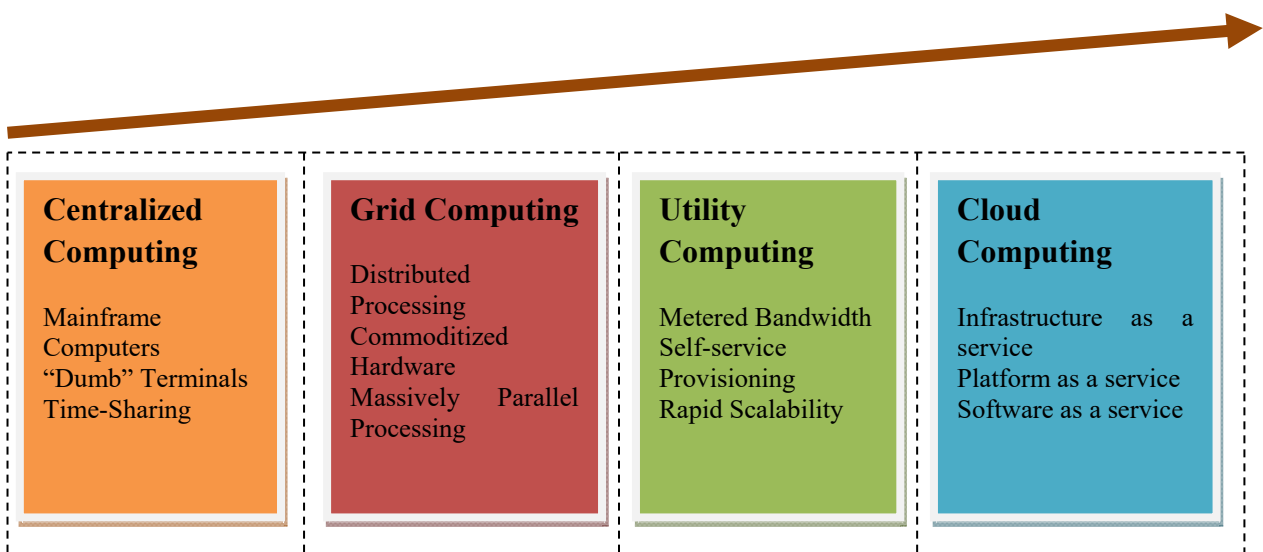 Centralized
Computing
Mainframe
Computers
“Dumb” Terminals
Time-Sharing
Grid Computing
Distributed
Processing
Commoditized
Hardware
Massively Parallel
Processing
Utility
Computing
Metered Bandwidth
Self-service
Provisioning
Rapid Scalability
Cloud
Computing
Infrastructure as a
service
Platform as a service
Software as a service